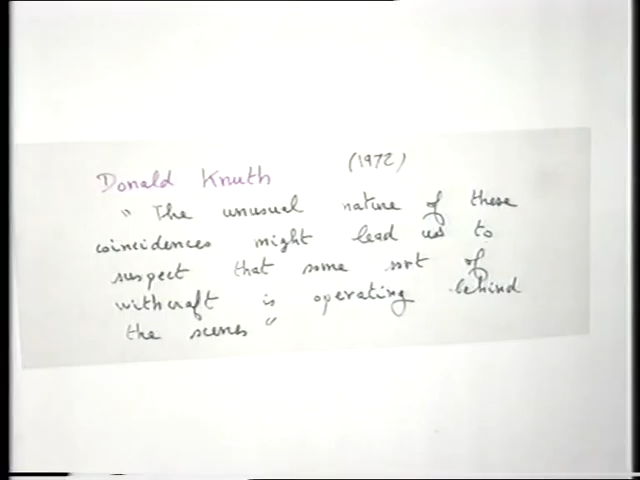 Donald Knuth (1972)
" The unusual nature of these
coincidences might lead us to
suspect that some sort of
withcraft is operating behind
the scenes "